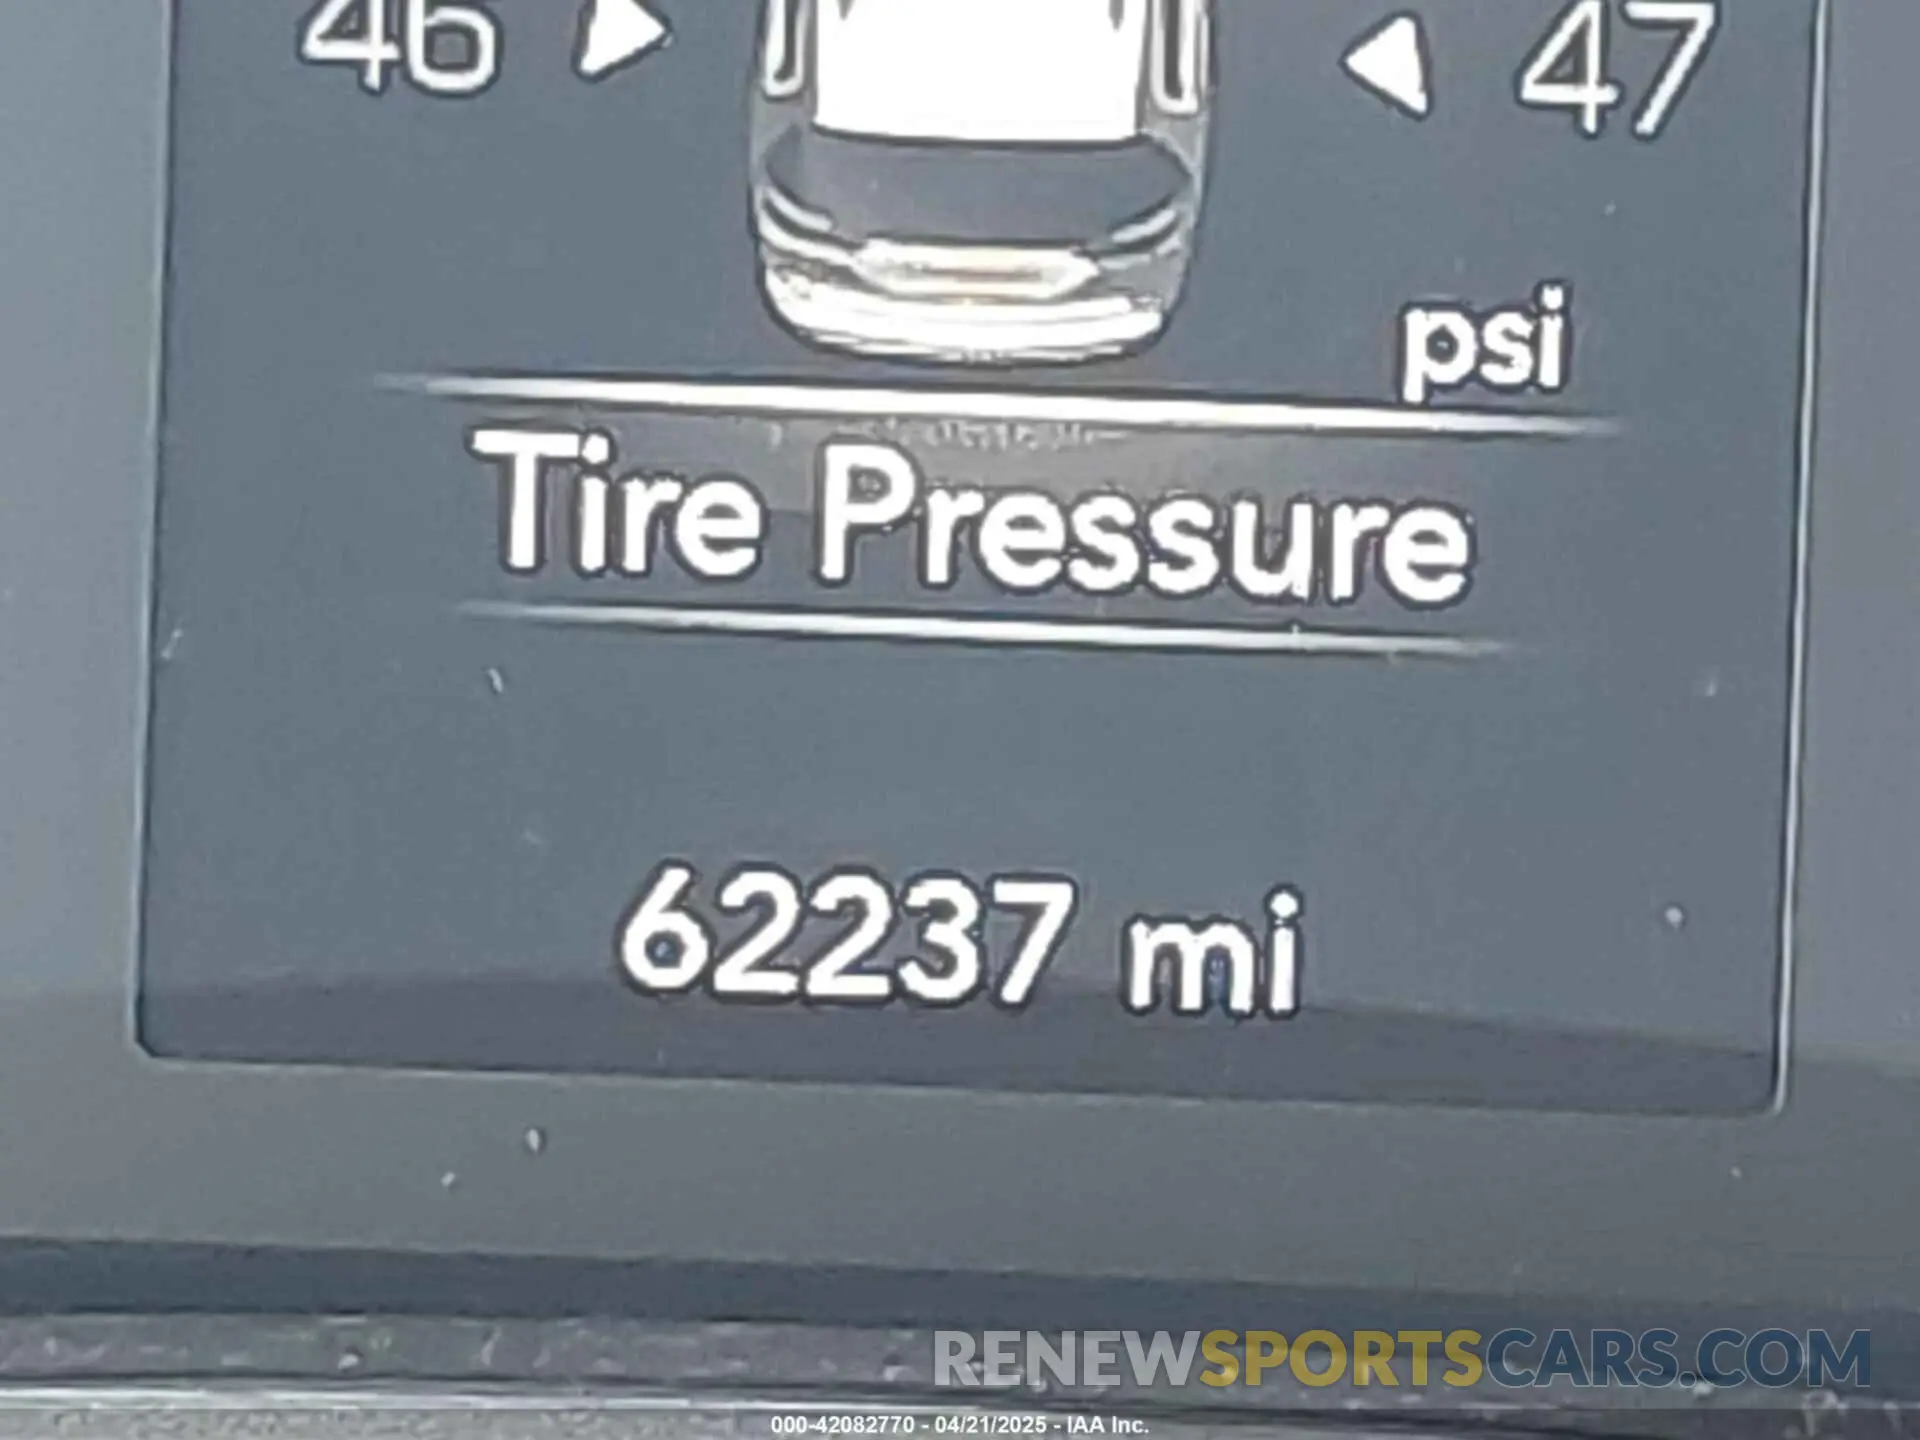 46 47
psi
Tire Pressure
62237 mi
RENEWSPORTSCARS.COM
000-42082770 - 04/21/2025 - IAA Inc.